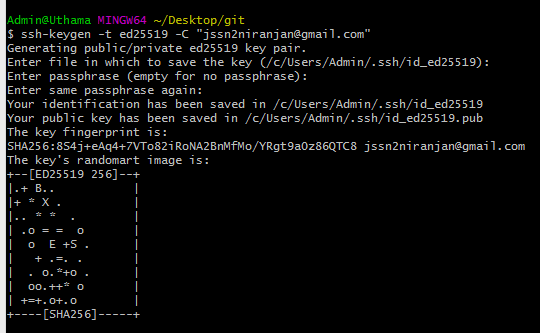 Admin@Uthama MINGW64 ~/Desktop/git
$ ssh-keygen -t ed25519 -C "jssn2niranjan@gmail.com"
Generating public/private ed25519 key pair.
Enter file in which to save the key (/c/Users/Admin/.ssh/id_ed25519):
Enter passphrase (empty for no passphrase):
Enter same passphrase again:
Your identification has been saved in /c/Users/Admin/.ssh/id_ed25519
Your public key has been saved in /c/Users/Admin/.ssh/id_ed25519.pub
The key fingerprint is:
SHA256:8S4j+eAq4+7VTo82iRoNA2BnMfMo/YRgt9aOz86QTC8 jssn2niranjan@gmail.com
The key's randomart image is:
+--[ED25519 256]--+
|.+ B..           |
|+ * X .          |
|.. * *  .        |
| .o = =  o       |
|  o  E +S .      |
|   + .=. .       |
|  . o.*+o .      |
|  oo.++* o       |
| +=+.o+.o        |
+----[SHA256]-----+